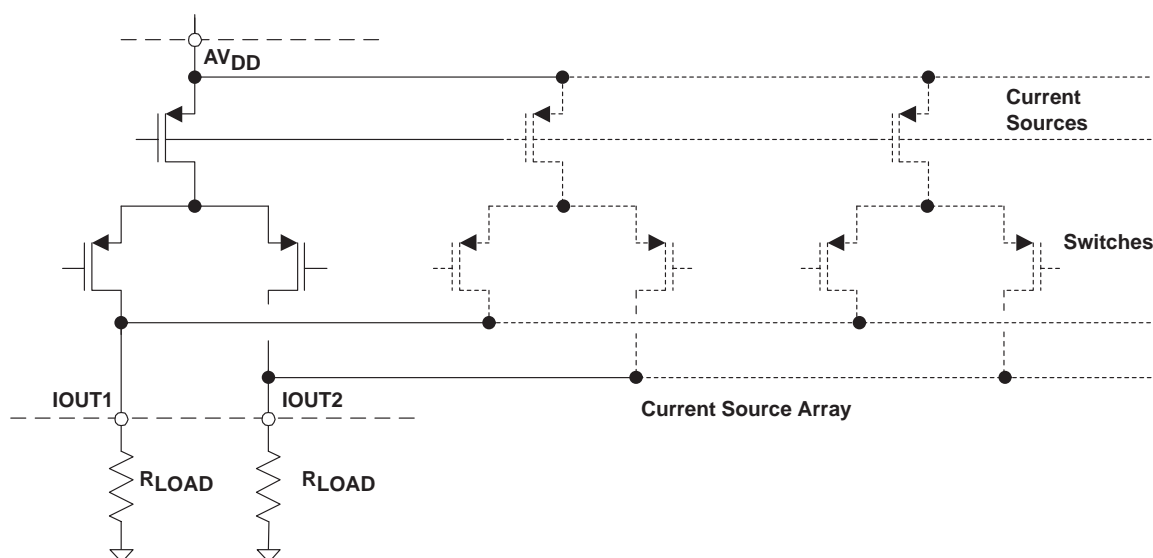 AVDD
Current
Sources
Switches
IOUT1
IOUT2
Current Source Array
RLOAD
RLOAD